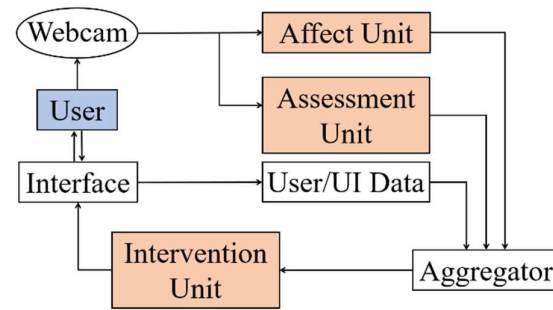 Webcam
Affect Unit
User
Assessment
Unit
Interface
User/UI Data
Intervention
Unit
Aggregator